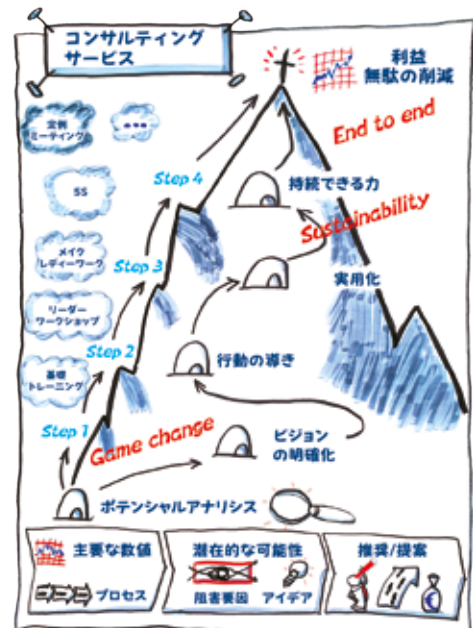 コンサルティング
サービス
利益
無駄の削減
定例
ミーティング
End to end
Step 4
持続できる力
5S
Sustainability
メイク
レディーワーク
Step 3
実用化
リーダー
ワークショップ
Step 2
行動の導き
基礎
トレーニング
Step 1
Game change
ビジョン
の明確化
ポテンシャルアナリシス
主要な数値
プロセス
潜在的な可能性
阻害要因
アイデア
推奨/提案